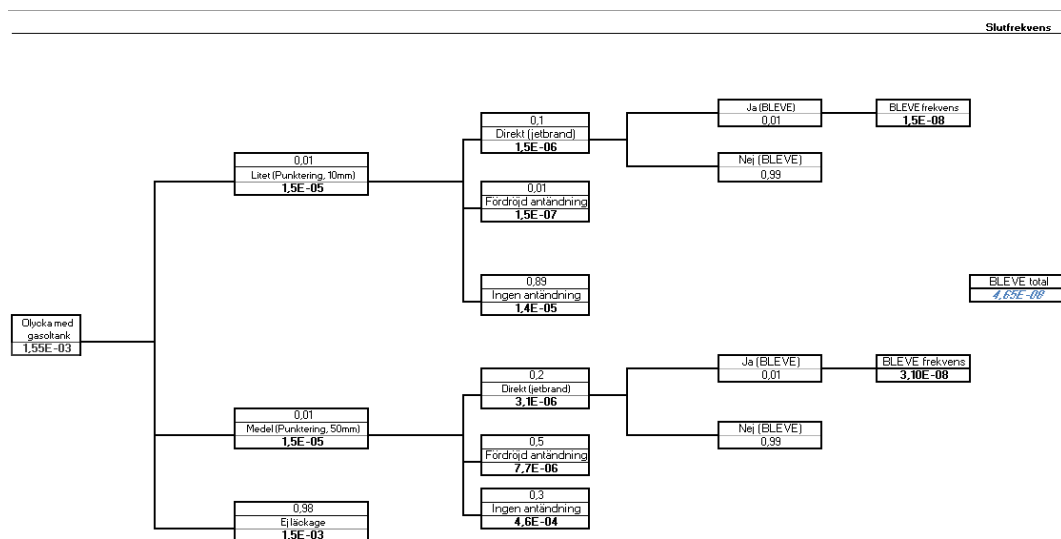 Slutfrekvens
Ja (BLEVE)
0,01
BLEVE frekvens
1,5E-08
0,1
Direkt (jetbrand)
1,5E-06
Nej (BLEVE)
0,99
0,01
Litet (Punktering, 10mm)
1,5E-05
0,01
Fördröjd antändning
1,5E-07
0,89
Ingen antändning
1,4E-05
BLEVE total
4,65E-08
Olycka med
gasoltank
1,55E-03
Ja (BLEVE)
0,01
BLEVE frekvens
3,10E-08
0,2
Direkt (jetbrand)
3,1E-06
Nej (BLEVE)
0,99
0,01
Medel (Punktering, 50mm)
1,5E-05
0,5
Fördröjd antändning
7,7E-06
0,3
Ingen antändning
4,6E-04
0,98
Ej läckage
1,5E-03